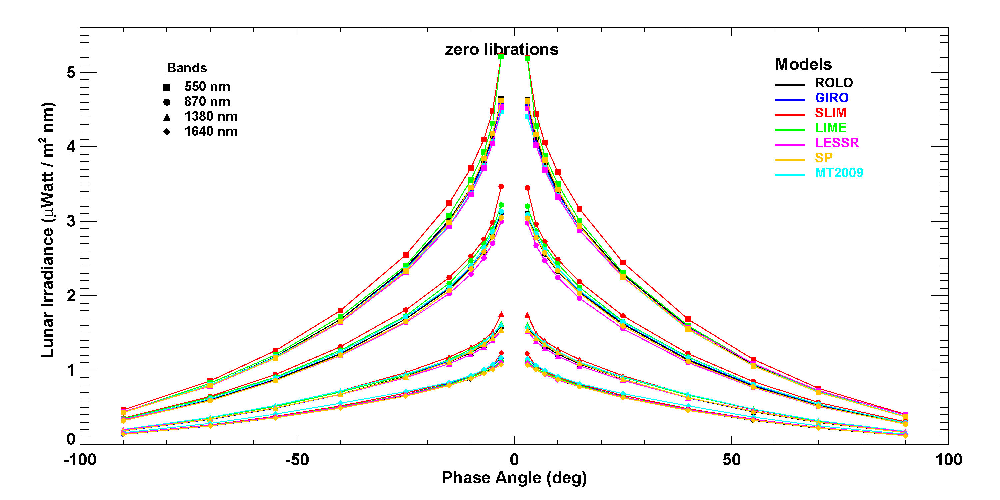 zero librations
Bands
550 nm
870 nm
1380 nm
1640 nm
Models
ROLO
GIRO
SLIM
LIME
LESSR
SP
MT2009
Lunar Irradiance (μWatt / m² nm)
5
4
3
2
1
0
-100 -50 0 50 100
Phase Angle (deg)